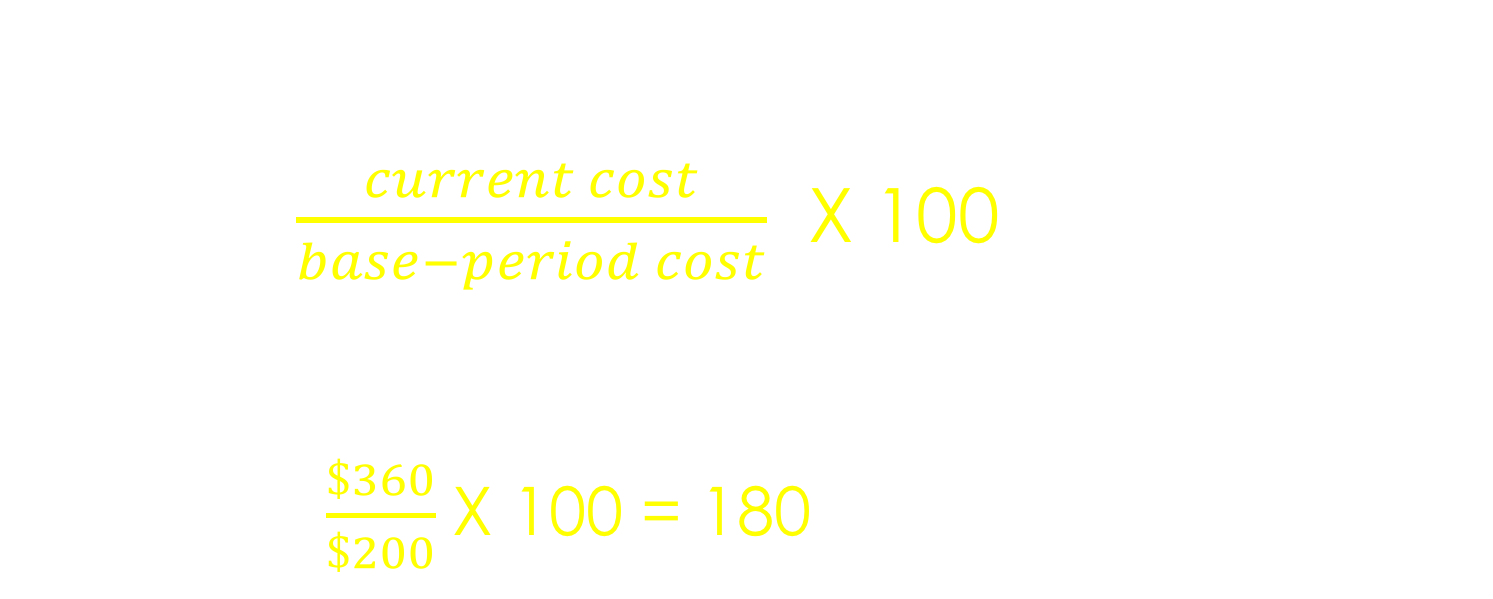 current cost
base−period cost X 100
$360
$200 X 100 = 180